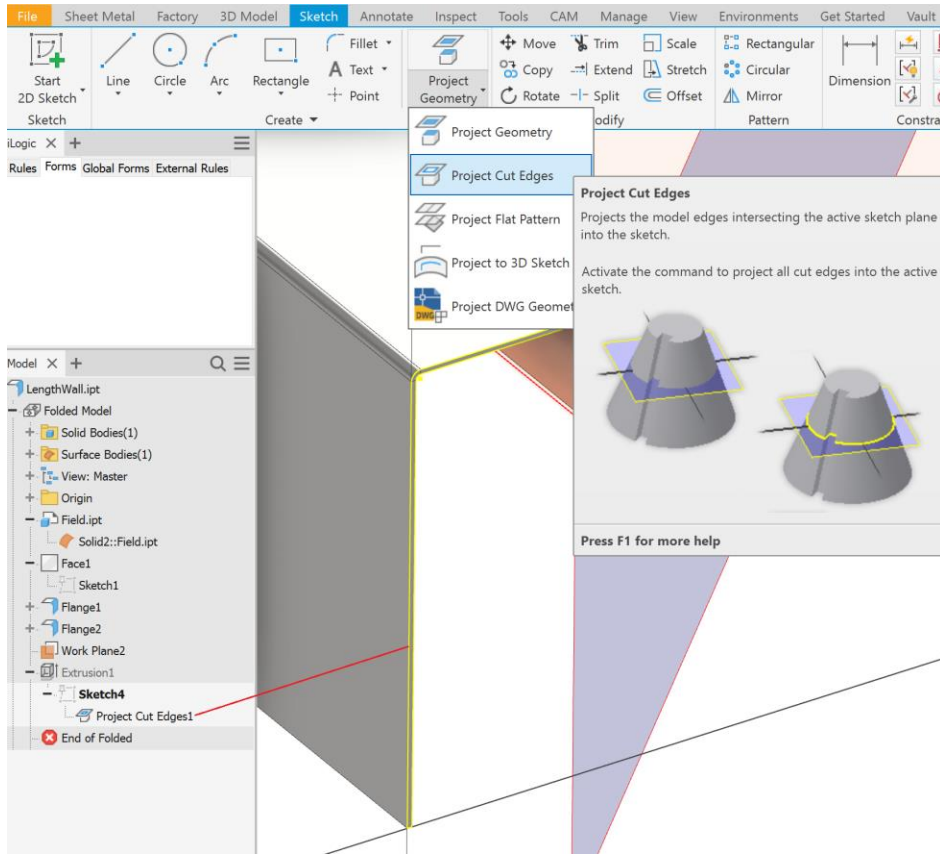 File Sheet Metal Factory 3D Model Sketch Annotate Inspect Tools CAM Manage View Environments Get Started Vault
Fillet Move Trim Scale Rectangular
Text Copy Extend Stretch Circular
Start Line Circle Arc Rectangle Project Dimension
2D Sketch Point Geometry Rotate Split Offset Mirror
Sketch Create odify Pattern Constra
Project Geometry
iLogic
Rules Forms Global Forms External Rules
Project Cut Edges
Project Flat Pattern
Project to 3D Sketch
Project DWG Geomet
DWG
Project Cut Edges
Projects the model edges intersecting the active sketch plane
into the sketch.
Activate the command to project all cut edges into the active
sketch.
Press F1 for more help
Model
LengthWall.ipt
Folded Model
Solid Bodies(1)
Surface Bodies(1)
View: Master
Origin
Field.ipt
Solid2::Field.ipt
Face1
Sketch1
Flange1
Flange2
Work Plane2
Extrusion1
Sketch4
Project Cut Edges1
End of Folded